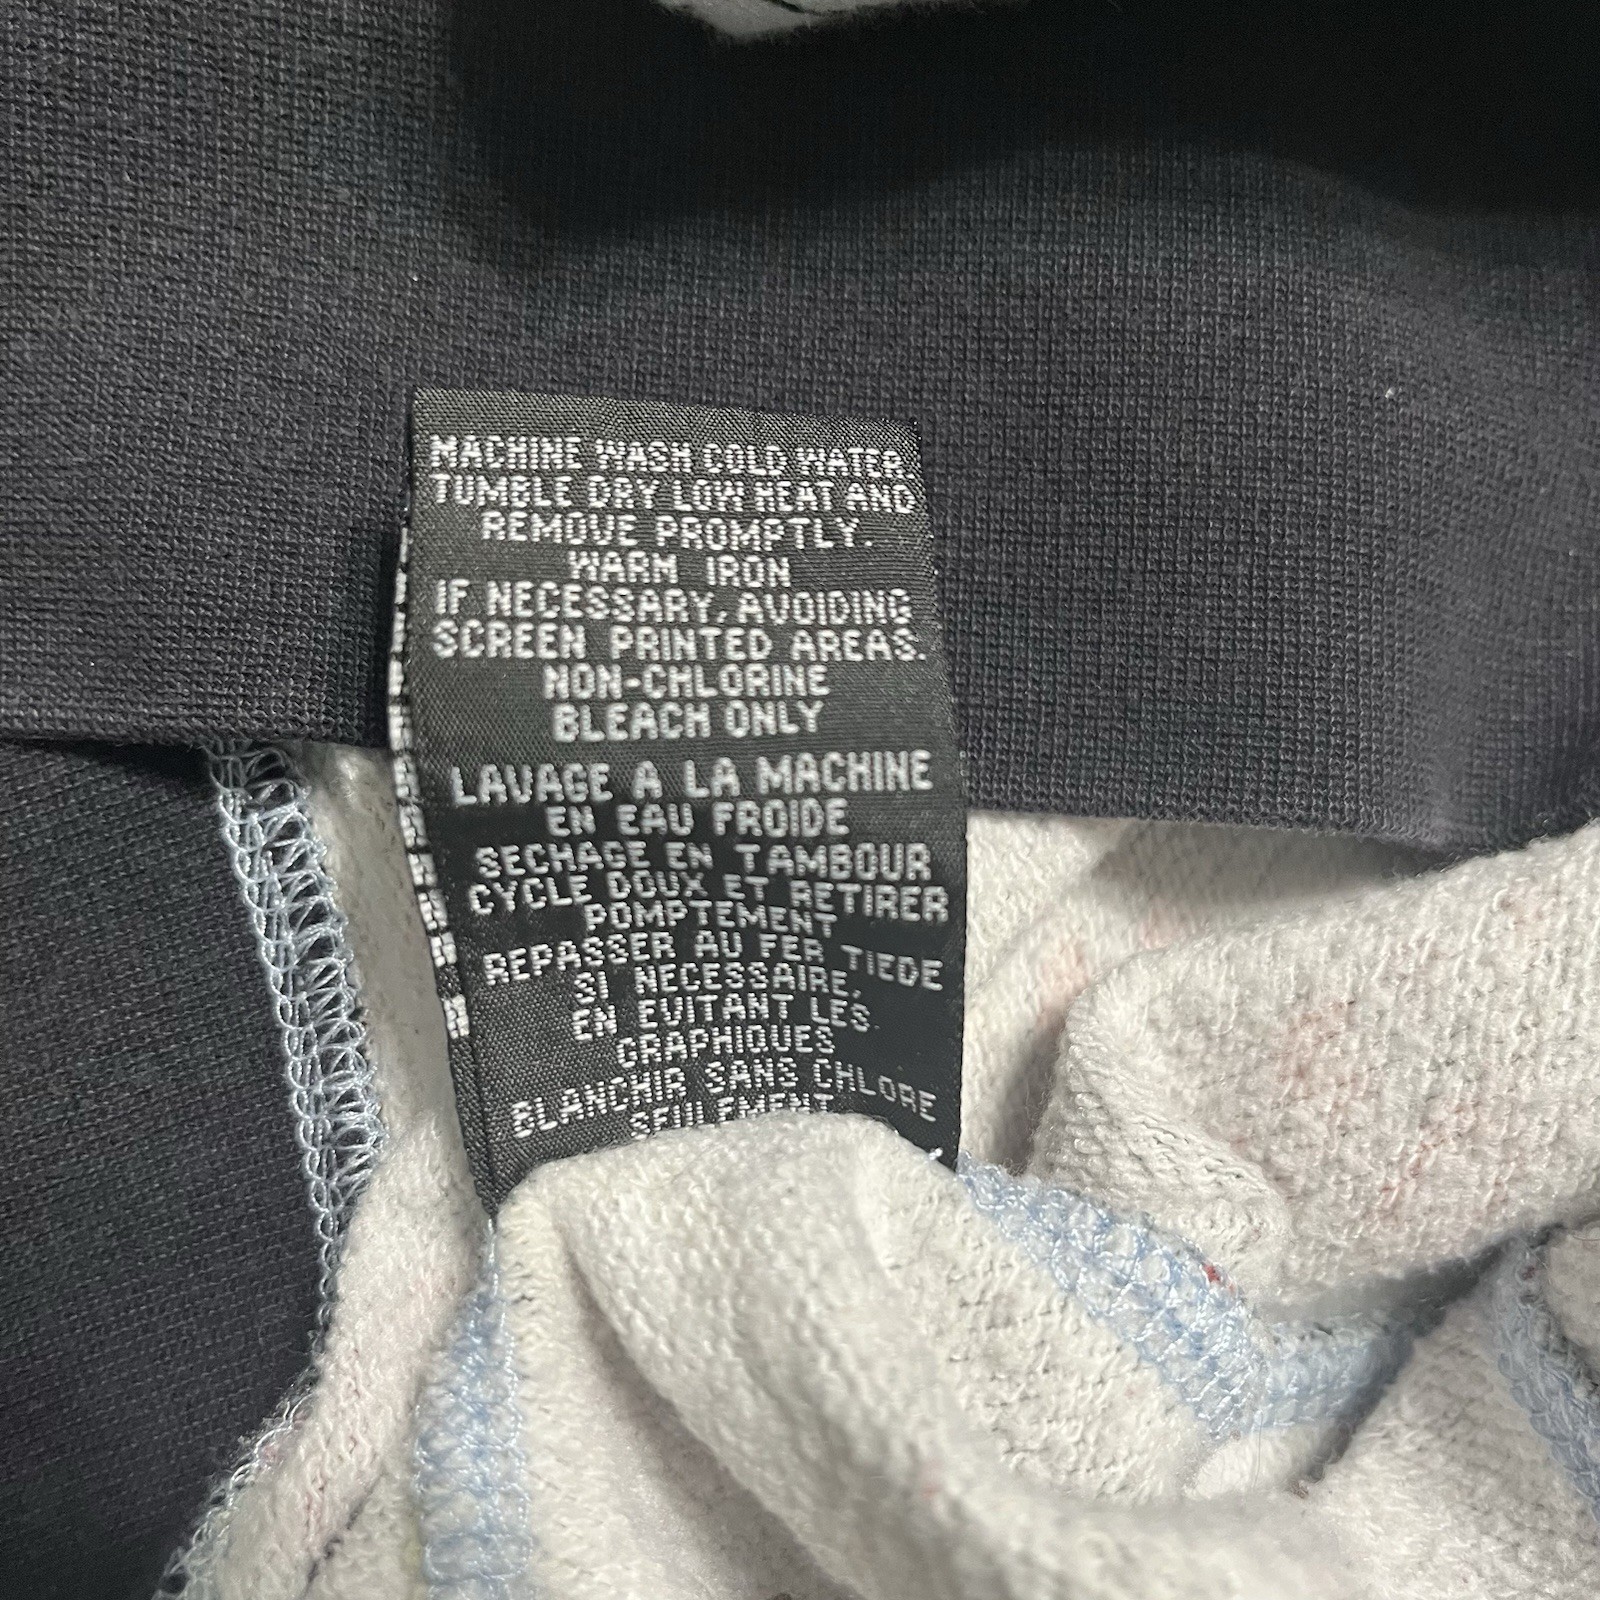 MACHINE WASH COLD WATER
TUMBLE DRY LOW HEAT AND
REMOVE PROMPTLY.
WARM IRON
IF NECESSARY, AVOIDING
SCREEN PRINTED AREAS.
NON-CHLORINE
BLEACH ONLY
LAVAGE A LA MACHINE
EN EAU FROIDE
SECHAGE EN TAMBOUR
CYCLE DOUX ET RETIRER
POMPTEMENT
REPASSER AU FER TIEDE
SI NECESSAIRE,
EN EVITANT LES
GRAPHIQUES
BLANCHIR SANS CHLORE
SEULEMENT